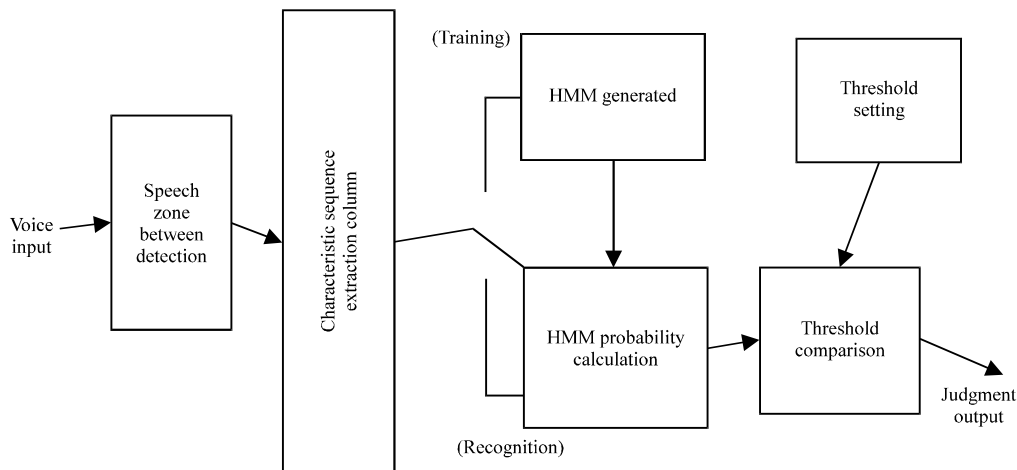 Voice
input
Speech
zone
between
detection
Characteristic sequence
extraction column
(Training)
HMM generated
(Recognition)
HMM probability
calculation
Threshold
setting
Threshold
comparison
Judgment
output